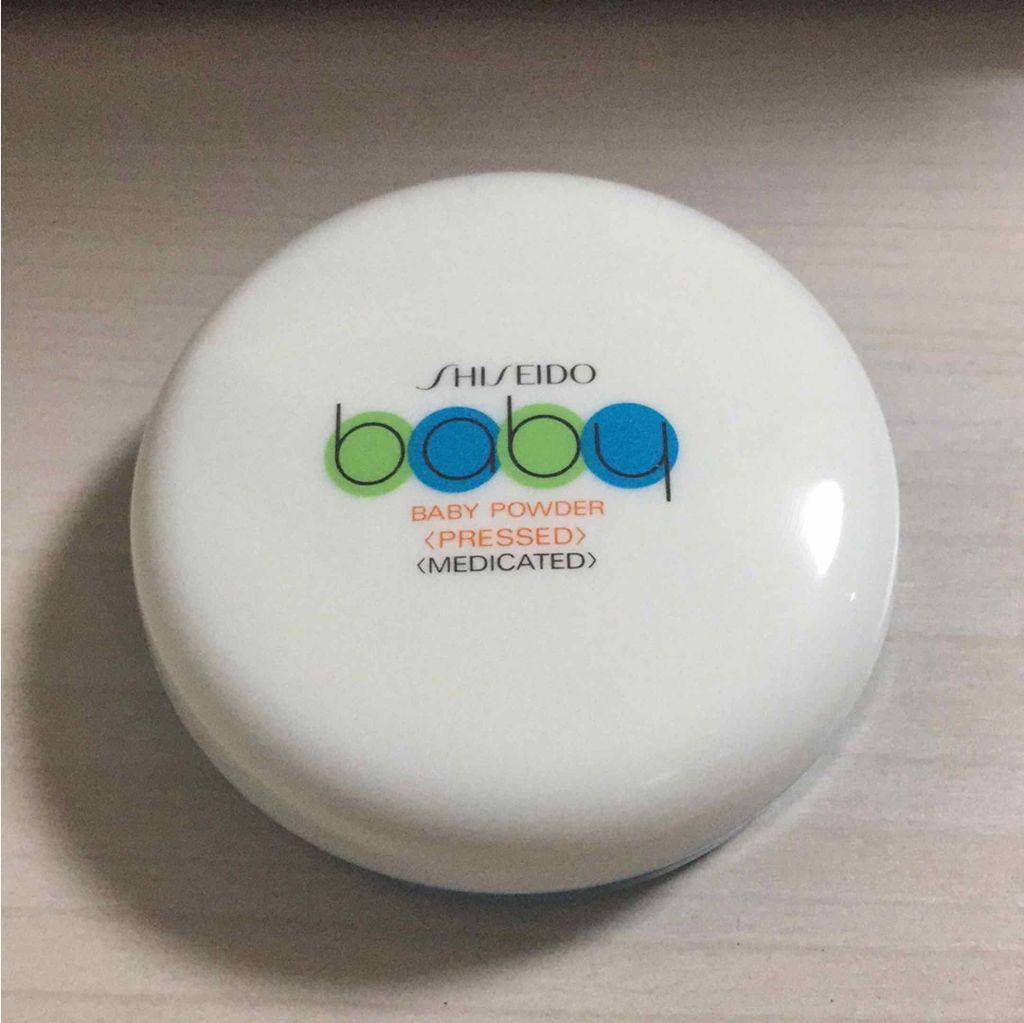 SHISEIDO
baby
BABY POWDER
〈PRESSED〉
〈MEDICATED〉